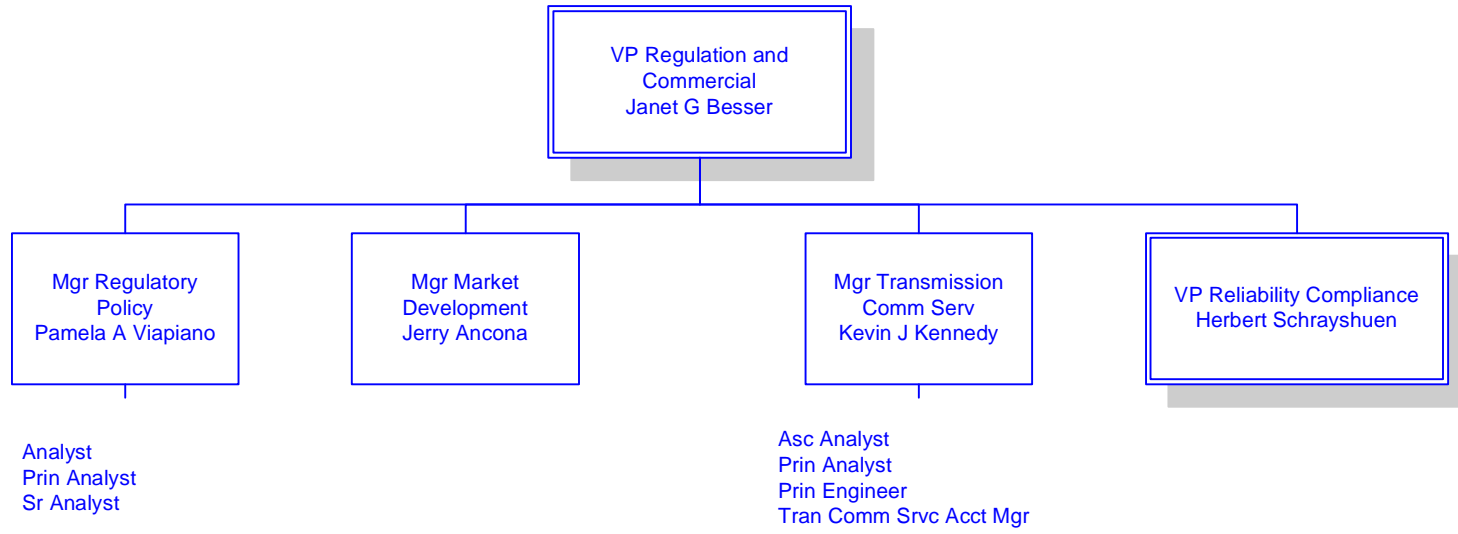 VP Regulation and
Commercial
Janet G Besser
Mgr Regulatory
Policy
Pamela A Viapiano
Mgr Market
Development
Jerry Ancona
Mgr Transmission
Comm Serv
Kevin J Kennedy
VP Reliability Compliance
Herbert Schrayshuen
Analyst
Prin Analyst
Sr Analyst
Asc Analyst
Prin Analyst
Prin Engineer
Tran Comm Srvc Acct Mgr